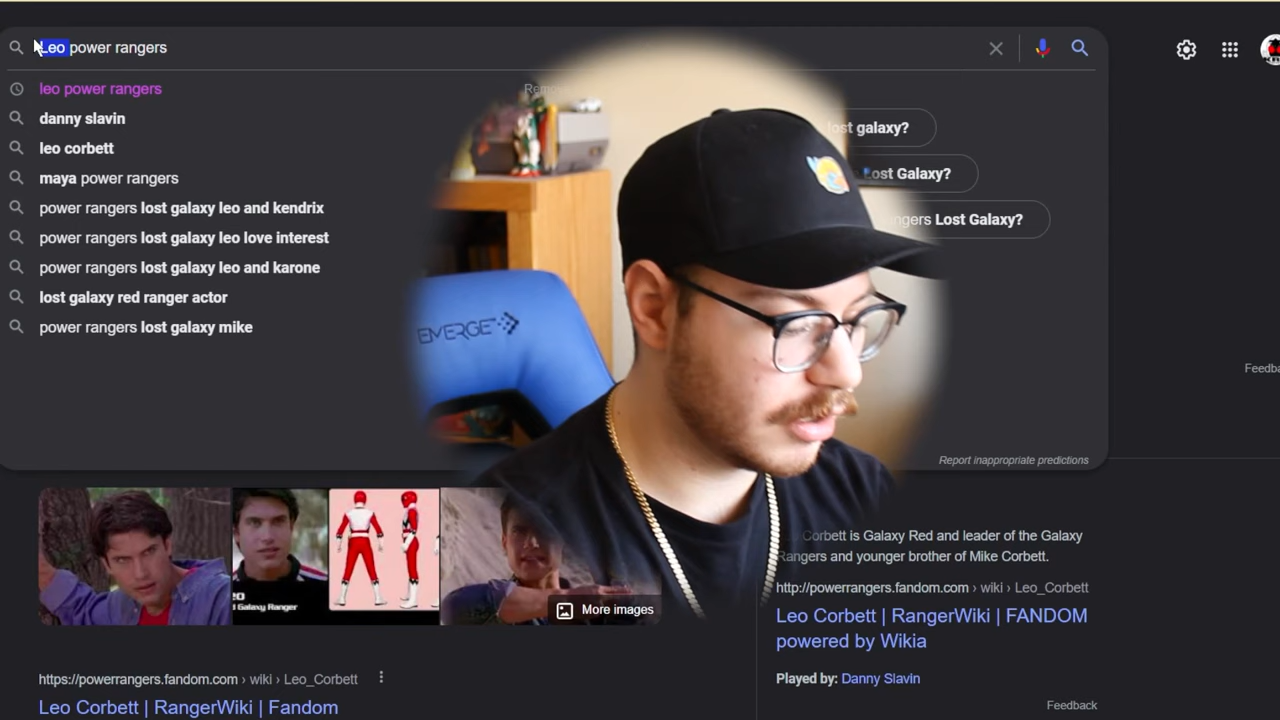 Leo power rangers
leo power rangers
danny slavin
leo corbett
maya power rangers
power rangers lost galaxy leo and kendrix
power rangers lost galaxy leo love interest
power rangers lost galaxy leo and karone
lost galaxy red ranger actor
power rangers lost galaxy mike
lost galaxy?
Lost Galaxy?
Lost Galaxy?
EMERGE
Report inappropriate predictions
Galaxy Ranger
More images
Corbett is Galaxy Red and leader of the Galaxy
Rangers and younger brother of Mike Corbett.
http://powerrangers.fandom.com › wiki › Leo_Corbett
Leo Corbett | RangerWiki | FANDOM
powered by Wikia
Played by: Danny Slavin
Feedback
https://powerrangers.fandom.com › wiki › Leo_Corbett
Leo Corbett | RangerWiki | Fandom